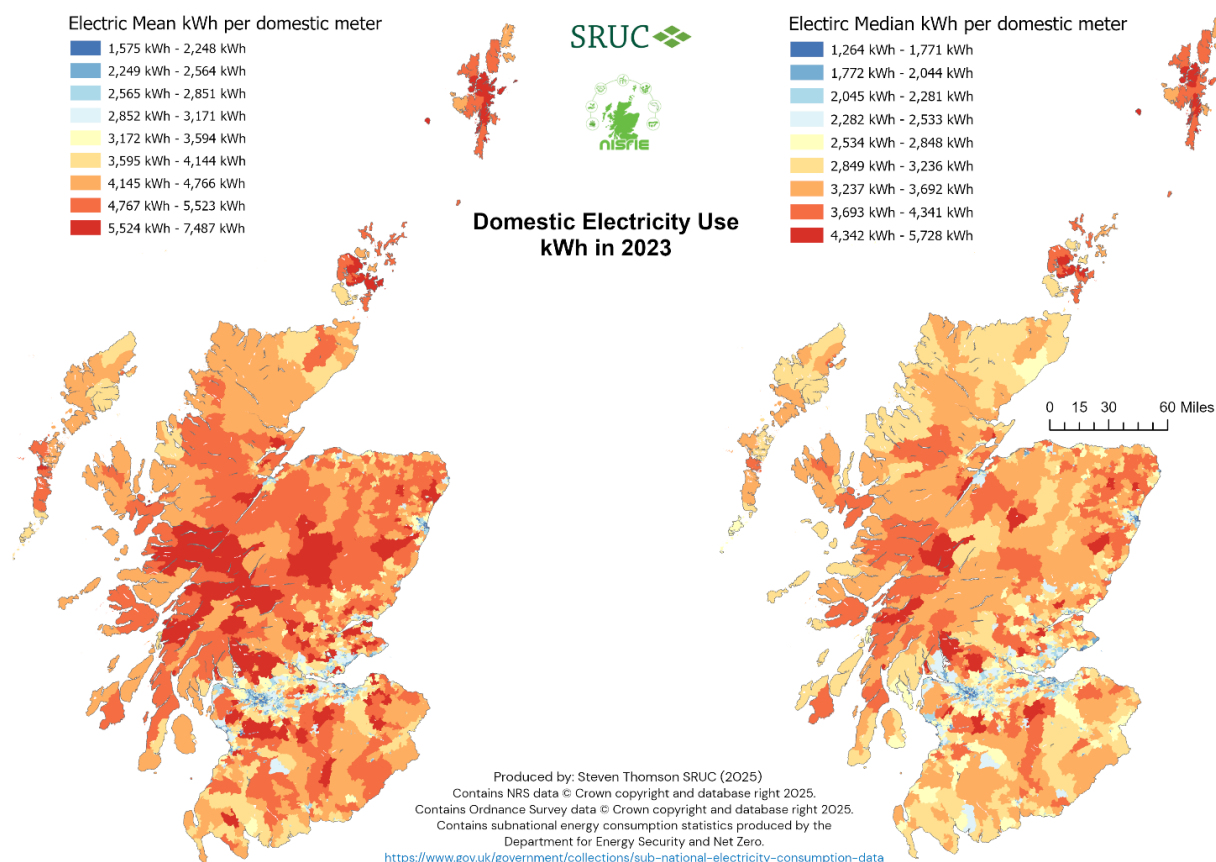 Electric Mean kWh per domestic meter
1,575 kWh - 2,248 kWh
2,249 kWh - 2,564 kWh
2,565 kWh - 2,851 kWh
2,852 kWh - 3,171 kWh
3,172 kWh - 3,594 kWh
3,595 kWh - 4,144 kWh
4,145 kWh - 4,766 kWh
4,767 kWh - 5,523 kWh
5,524 kWh - 7,487 kWh
SRUC
nisrie
Domestic Electricity Use
kWh in 2023
Electirc Median kWh per domestic meter
1,264 kWh - 1,771 kWh
1,772 kWh - 2,044 kWh
2,045 kWh - 2,281 kWh
2,282 kWh - 2,533 kWh
2,534 kWh - 2,848 kWh
2,849 kWh - 3,236 kWh
3,237 kWh - 3,692 kWh
3,693 kWh - 4,341 kWh
4,342 kWh - 5,728 kWh
0 15 30 60 Miles
Produced by: Steven Thomson SRUC (2025)
Contains NRS data © Crown copyright and database right 2025.
Contains Ordnance Survey data © Crown copyright and database right 2025.
Contains subnational energy consumption statistics produced by the
Department for Energy Security and Net Zero.
https://www.gov.uk/government/collections/sub-national-electricity-consumption-data